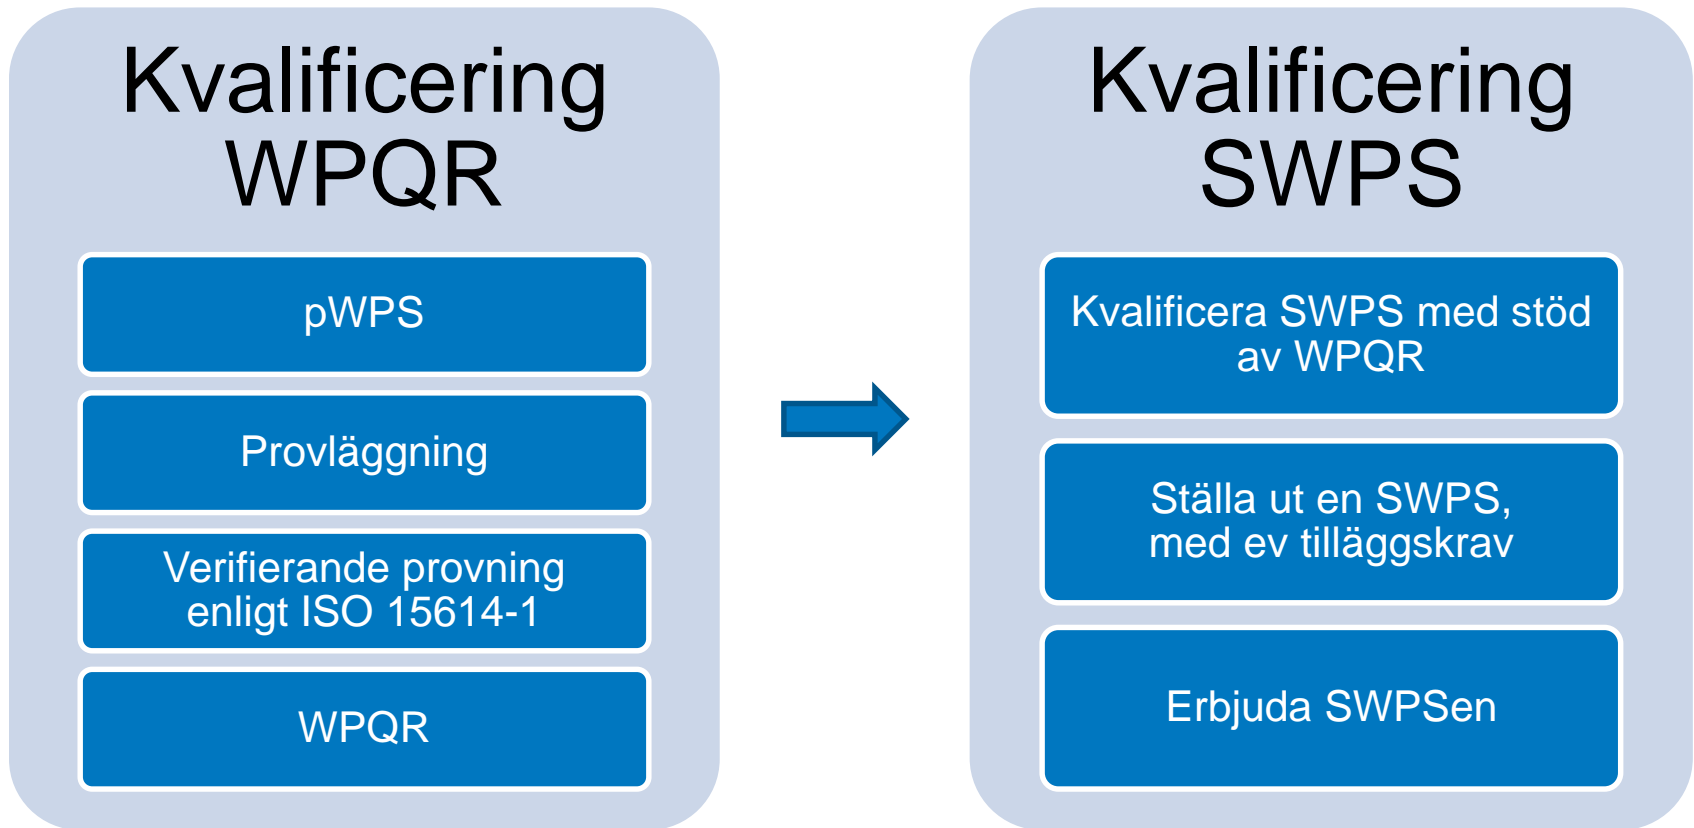 Kvalificering
WPQR
pWPS
Provläggning
Verifierande provning
enligt ISO 15614-1
WPQR
Kvalificering
SWPS
Kvalificera SWPS med stöd
av WPQR
Ställa ut en SWPS,
med ev tilläggskrav
Erbjuda SWPSen